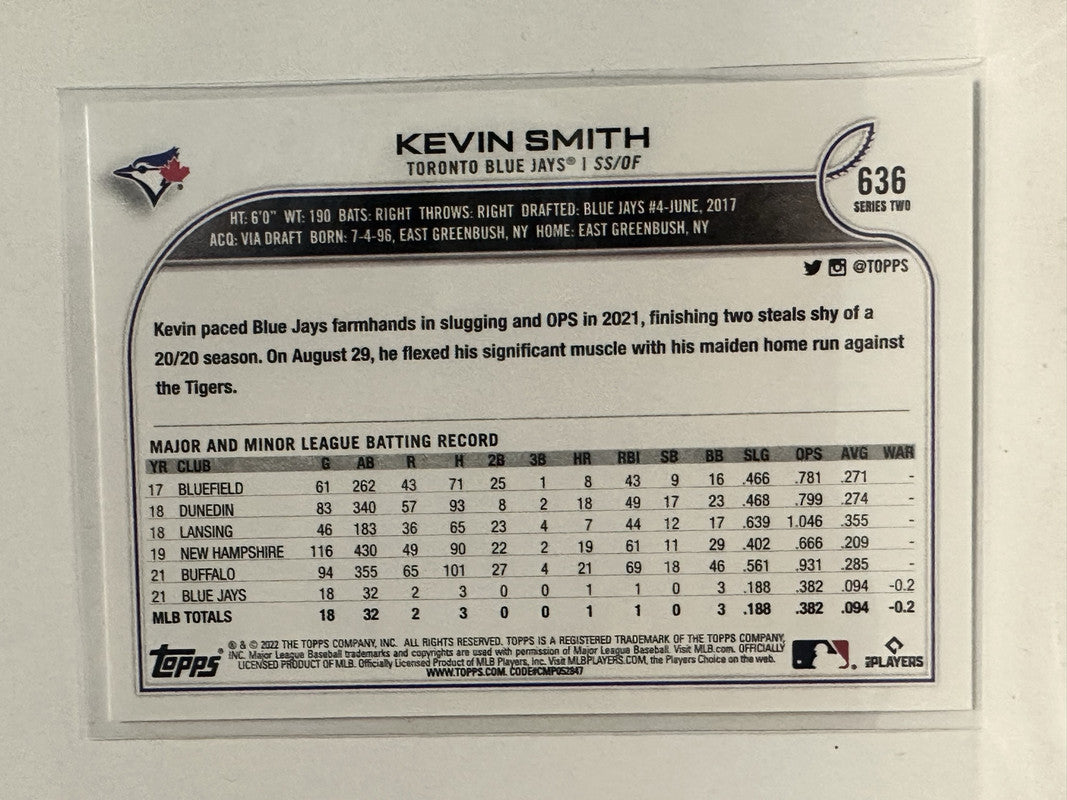 KEVIN SMITH
TORONTO BLUE JAYS® | SS/OF
636
SERIES TWO
HT: 6'0" WT: 190 BATS: RIGHT THROWS: RIGHT DRAFTED: BLUE JAYS #4-JUNE, 2017
ACQ: VIA DRAFT BORN: 7-4-96, EAST GREENBUSH, NY HOME: EAST GREENBUSH, NY
@TOPPS
Kevin paced Blue Jays farmhands in slugging and OPS in 2021, finishing two steals shy of a
20/20 season. On August 29, he flexed his significant muscle with his maiden home run against
the Tigers.
MAJOR AND MINOR LEAGUE BATTING RECORD
YR CLUB G AB R H 2B 3B HR RBI SB BB SLG OPS AVG WAR
17 BLUEFIELD 61 262 43 71 25 1 8 43 9 16 .466 .781 .271 -
18 DUNEDIN 83 340 57 93 8 2 18 49 17 23 .468 .799 .274 -
18 LANSING 46 183 36 65 23 4 7 44 12 17 .639 1.046 .355 -
19 NEW HAMPSHIRE 116 430 49 90 22 2 19 61 11 29 .402 .666 .209 -
21 BUFFALO 94 355 65 101 27 4 21 69 18 46 .561 .931 .285 -
21 BLUE JAYS 18 32 2 3 0 0 1 1 0 3 .188 .382 .094 -0.2
MLB TOTALS 18 32 2 3 0 0 1 1 0 3 .188 .382 .094 -0.2
® & © 2022 THE TOPPS COMPANY, INC. ALL RIGHTS RESERVED. TOPPS IS A REGISTERED TRADEMARK OF THE TOPPS COMPANY,
INC. Major League Baseball trademarks and copyrights are used with permission of Major League Baseball. Visit MLB.com. OFFICIALLY
LICENSED PRODUCT OF MLB. Officially Licensed Product of MLB Players, Inc. Visit MLBPLAYERS.COM, the Players Choice on the web.
WWW.TOPPS.COM. CODE#CMP052847
Topps®
MLB PLAYERS